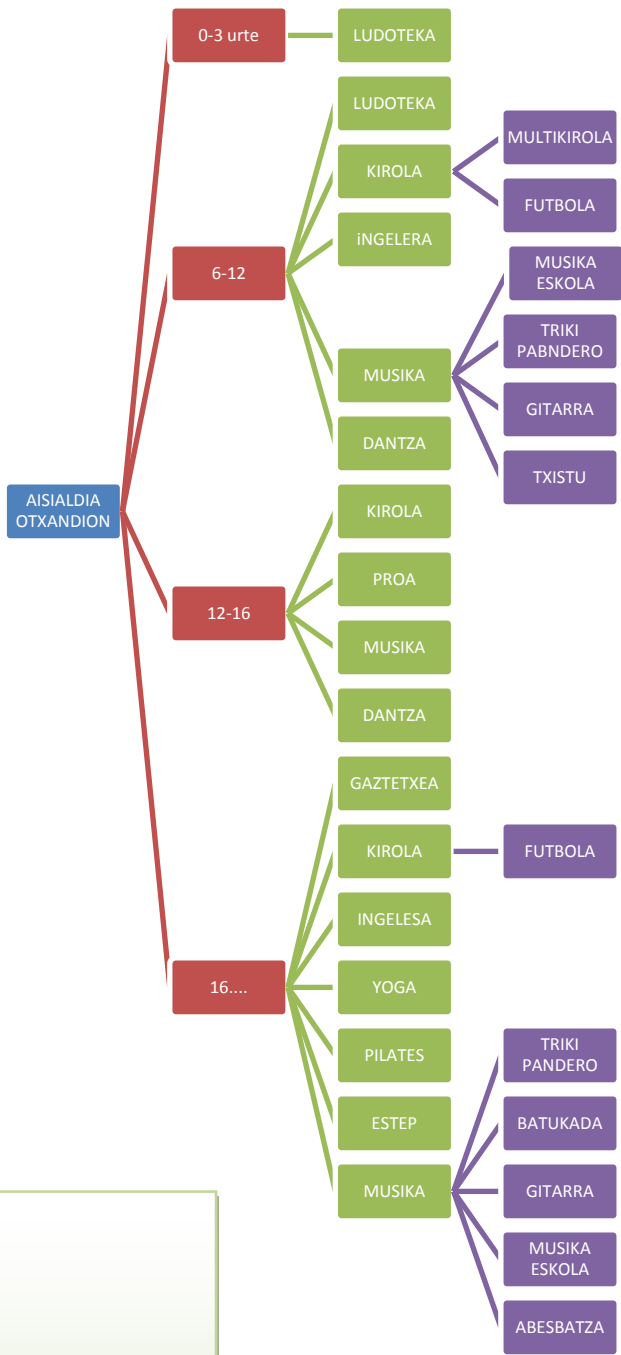 AISIALDIA
OTXANDION
0-3 urte
LUDOTEKA
6-12
LUDOTEKA
KIROLA
MULTIKIROLA
FUTBOLA
iNGELERA
MUSIKA
MUSIKA
ESKOLA
TRIKI
PABNDERO
GITARRA
TXISTU
DANTZA
12-16
KIROLA
PROA
MUSIKA
DANTZA
16....
GAZTETXEA
KIROLA
FUTBOLA
INGELESA
YOGA
PILATES
ESTEP
MUSIKA
TRIKI
PANDERO
BATUKADA
GITARRA
MUSIKA
ESKOLA
ABESBATZA